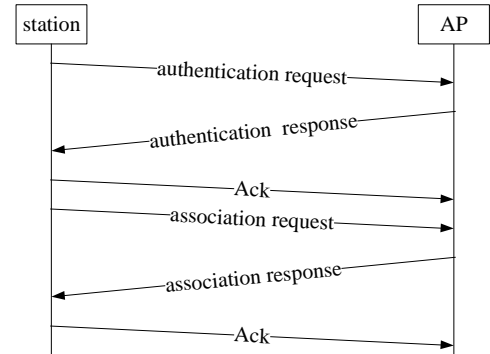 station
AP
authentication request
authentication response
Ack
association request
association response
Ack